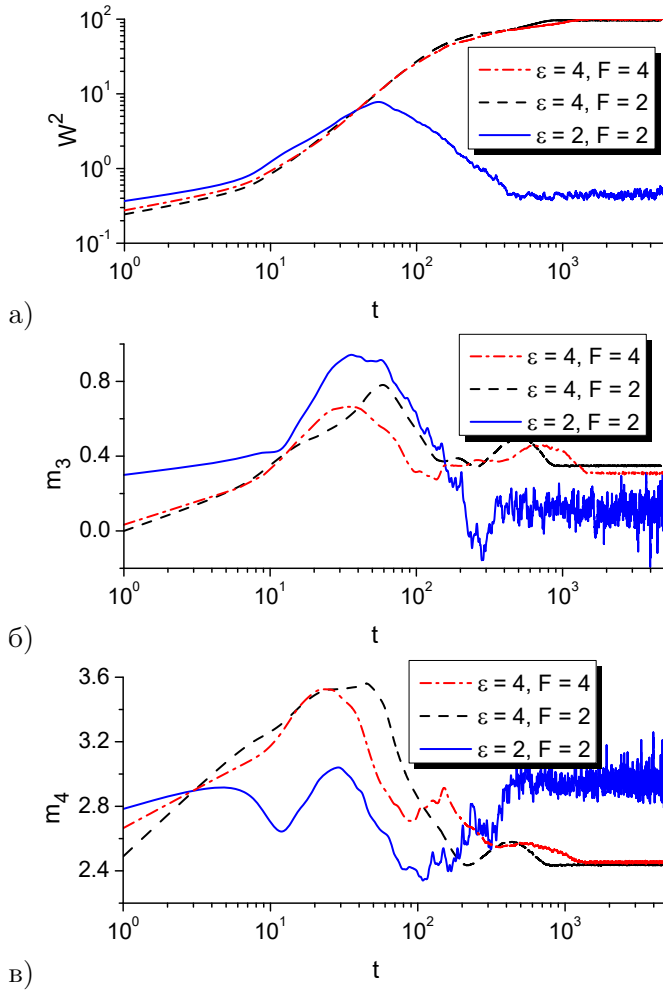 10²
10¹
10⁰
10⁻¹
W²
ε = 4, F = 4
ε = 4, F = 2
ε = 2, F = 2
10⁰ 10¹ 10² 10³
t
а)
0.8
0.4
0.0
m₃
ε = 4, F = 4
ε = 4, F = 2
ε = 2, F = 2
10⁰ 10¹ 10² 10³
t
б)
3.6
3.2
2.8
2.4
m₄
ε = 4, F = 4
ε = 4, F = 2
ε = 2, F = 2
10⁰ 10¹ 10² 10³
t
в)